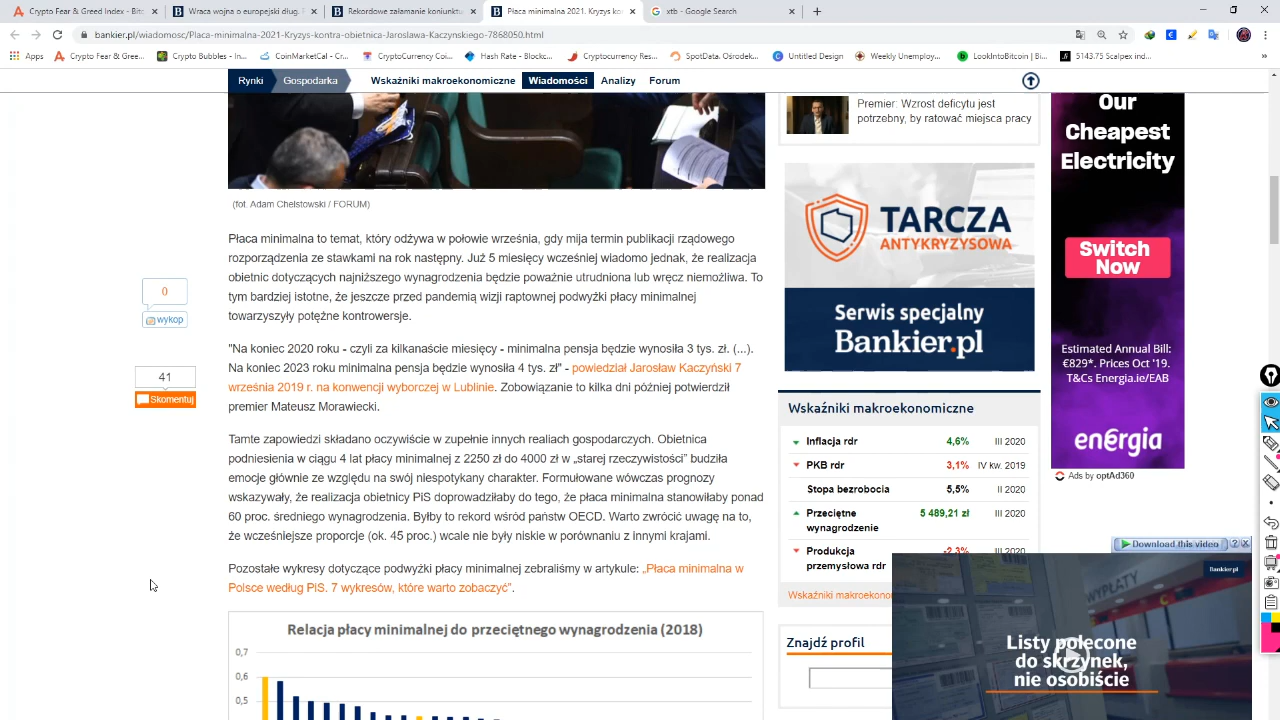 Crypto Fear & Greed Index - Bitc
Wraca wojna o europejski dług. E
Rekordowe załamanie koniunktu
Płaca minimalna 2021. Kryzys ko
xtb - Google Search
bankier.pl/wiadomosc/Placa-minimalna-2021-Kryzys-kontra-obietnica-Jaroslawa-Kaczynskiego-7868050.html
Apps
Crypto Fear & Gree...
Crypto Bubbles - In...
CoinMarketCal - Cr...
CryptoCurrency Coi...
Hash Rate - Blockc...
Cryptocurrency Res...
SpotData. Ośrodek...
Untitled Design
Weekly Unemploy...
LookIntoBitcoin | Bi...
5143.75 Scalpex ind...
Rynki
Gospodarka
Wskaźniki makroekonomiczne
Wiadomości
Analizy
Forum
(fot. Adam Chelstowski / FORUM)
Płaca minimalna to temat, który odżywa w połowie września, gdy mija termin publikacji rządowego
rozporządzenia ze stawkami na rok następny. Już 5 miesięcy wcześniej wiadomo jednak, że realizacja
obietnic dotyczących najniższego wynagrodzenia będzie poważnie utrudniona lub wręcz niemożliwa. To
tym bardziej istotne, że jeszcze przed pandemią wizji raptownej podwyżki płacy minimalnej
towarzyszyły potężne kontrowersje.
0
wykop
41
Skomentuj
"Na koniec 2020 roku - czyli za kilkanaście miesięcy - minimalna pensja będzie wynosiła 3 tys. zł. (...).
Na koniec 2023 roku minimalna pensja będzie wynosiła 4 tys. zł" - powiedział Jarosław Kaczyński 7
września 2019 r. na konwencji wyborczej w Lublinie. Zobowiązanie to kilka dni później potwierdził
premier Mateusz Morawiecki.
Tamte zapowiedzi składano oczywiście w zupełnie innych realiach gospodarczych. Obietnica
podniesienia w ciągu 4 lat płacy minimalnej z 2250 zł do 4000 zł w „starej rzeczywistości” budziła
emocje głównie ze względu na swój niespotykany charakter. Formułowane wówczas prognozy
wskazywały, że realizacja obietnicy PiS doprowadziłaby do tego, że płaca minimalna stanowiłaby ponad
60 proc. średniego wynagrodzenia. Byłby to rekord wśród państw OECD. Warto zwrócić uwagę na to,
że wcześniejsze proporcje (ok. 45 proc.) wcale nie były niskie w porównaniu z innymi krajami.
Pozostałe wykresy dotyczące podwyżki płacy minimalnej zebraliśmy w artykule: „Płaca minimalna w
Polsce według PIS. 7 wykresów, które warto zobaczyć”.
Relacja płacy minimalnej do przeciętnego wynagrodzenia (2018)
0,7
0,6
0,5
Premier: Wzrost deficytu jest
potrzebny, by ratować miejsca pracy
TARCZA
ANTYKRYZYSOWA
Serwis specjalny
Bankier.pl
Wskaźniki makroekonomiczne
Inflacja rdr 4,6% III 2020
PKB rdr 3,1% IV kw. 2019
Stopa bezrobocia 5,5% II 2020
Przeciętne 5 489,21 zł III 2020
wynagrodzenie
Produkcja -2,3% III 2020
przemysłowa rdr
Znajdź profil
Our
Cheapest
Electricity
Switch
Now
Estimated Annual Bill:
€829*. Prices Oct '19.
T&Cs Energia.ie/EAB
energia
Ads by optAd360
Download this video
Bankier.pl
WYPŁATY
Listy polecone
do skrzynek,
nie osobiście